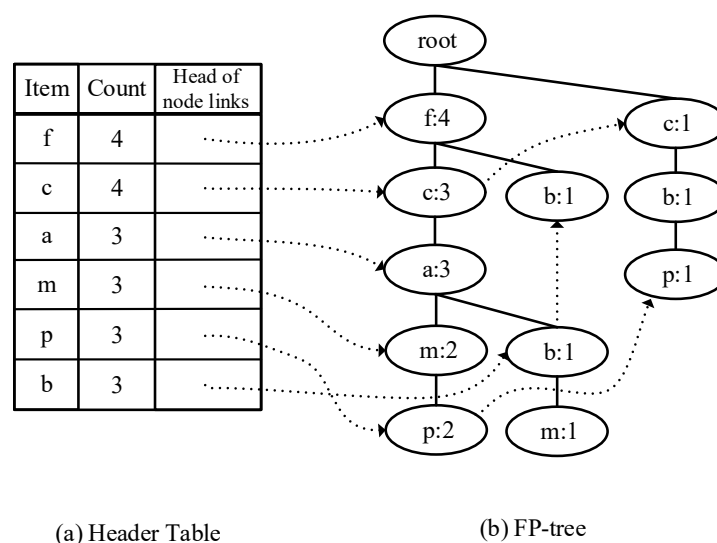 Item Count Head of node links
f 4
c 4
a 3
m 3
p 3
b 3
root
f:4
c:1
c:3
b:1
b:1
a:3
p:1
m:2
b:1
p:2
m:1
(a) Header Table
(b) FP-tree